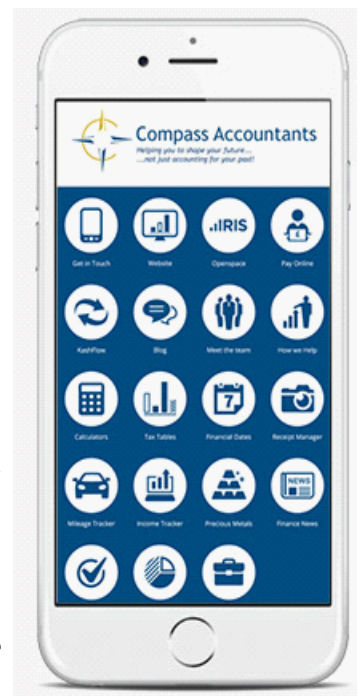 Compass Accountants
Helping you to shape your future...
....not just accounting for your past!
.ıIRIS
£
Get in Touch
Website
Openspace
Pay Online
KashFlow
Blog
Meet the team
How we Help
7
Calculators
Tax Tables
Financial Dates
Receipt Manager
NEWS
Mileage Tracker
Income Tracker
Precious Metals
Finance News